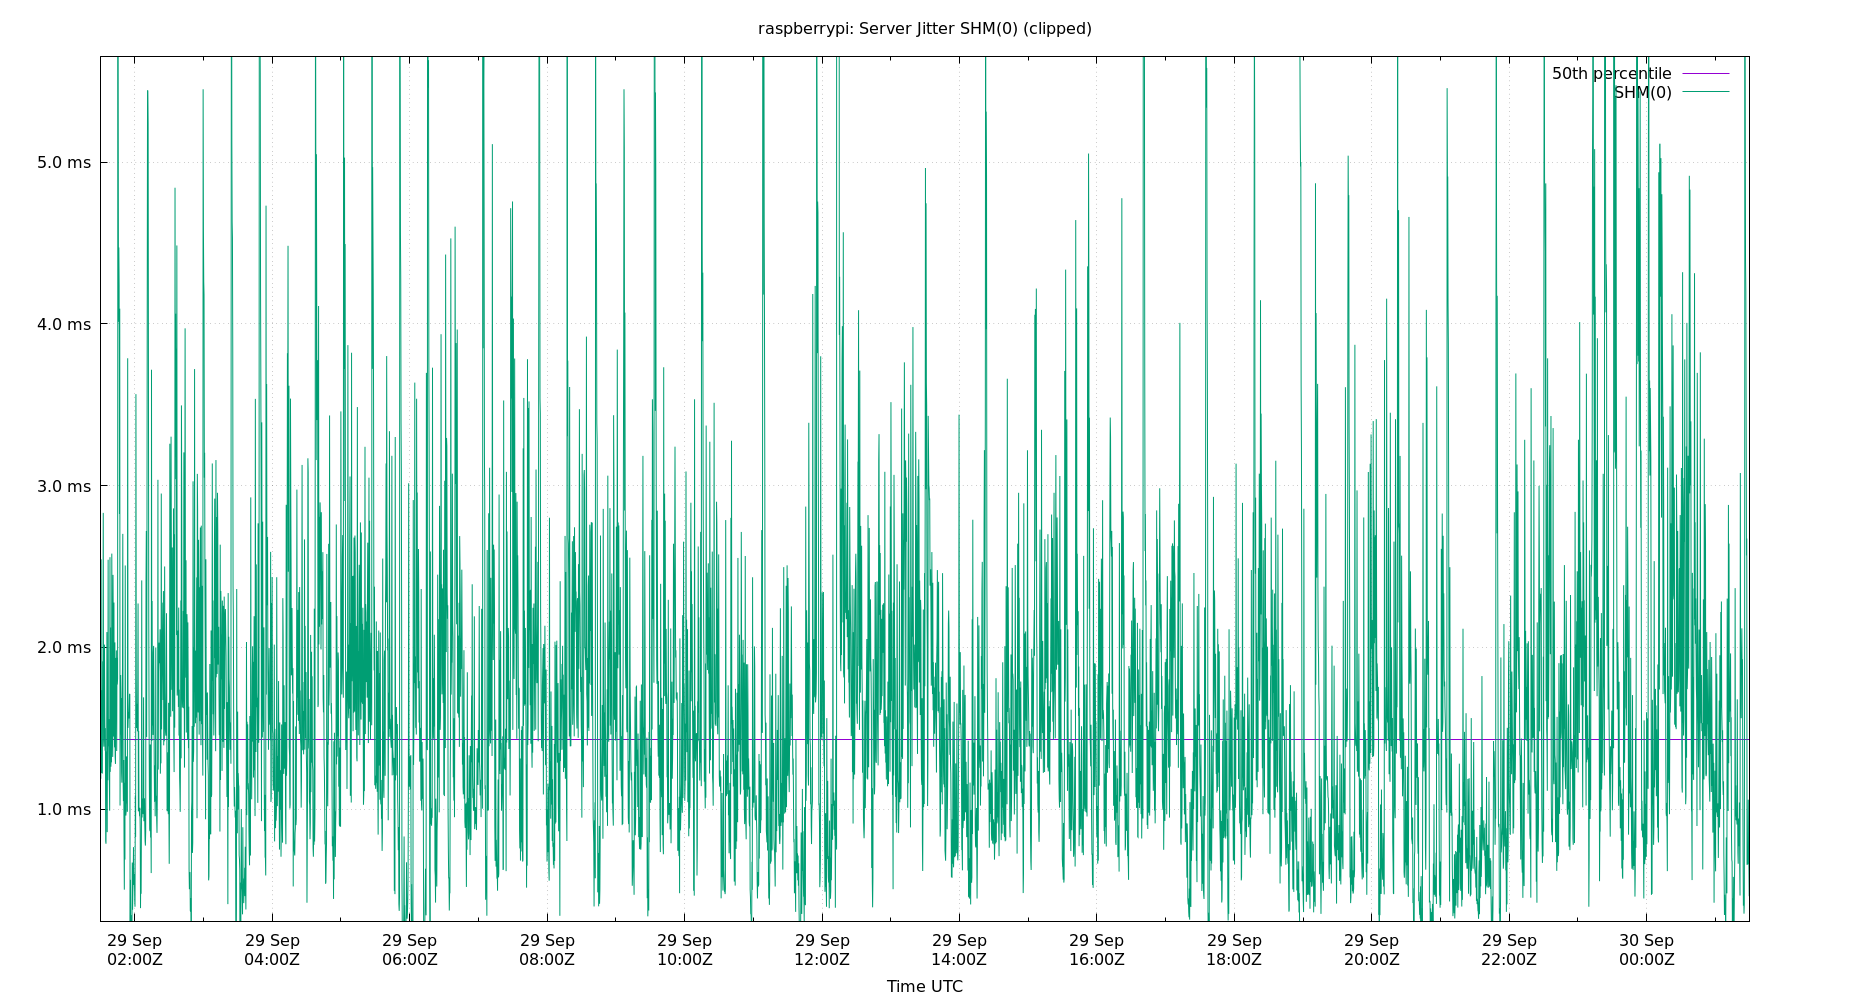 raspberrypi: Server Jitter SHM(0) (clipped)
50th percentile
SHM(0)
5.0 ms
4.0 ms
3.0 ms
2.0 ms
1.0 ms
29 Sep 29 Sep 29 Sep 29 Sep 29 Sep 29 Sep 29 Sep 29 Sep 29 Sep 29 Sep 29 Sep 30 Sep
02:00Z 04:00Z 06:00Z 08:00Z 10:00Z 12:00Z 14:00Z 16:00Z 18:00Z 20:00Z 22:00Z 00:00Z
Time UTC